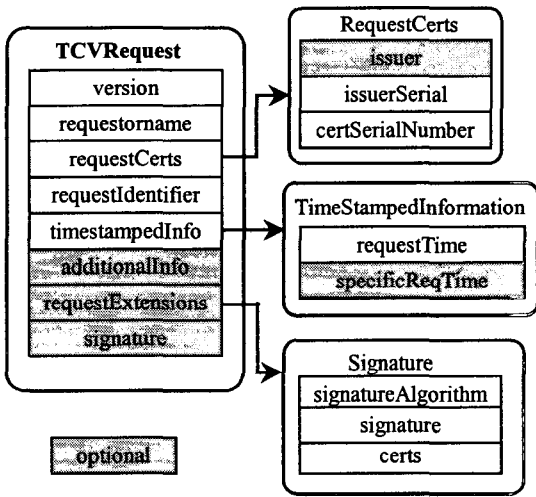 TCVRequest
version
requestorname
requestCerts
requestIdentifier
timestampedInfo
additionalInfo
requestExtensions
signature
optional
RequestCerts
issuer
issuerSerial
certSerialNumber
TimeStampedInformation
requestTime
specificReqTime
Signature
signatureAlgorithm
signature
certs